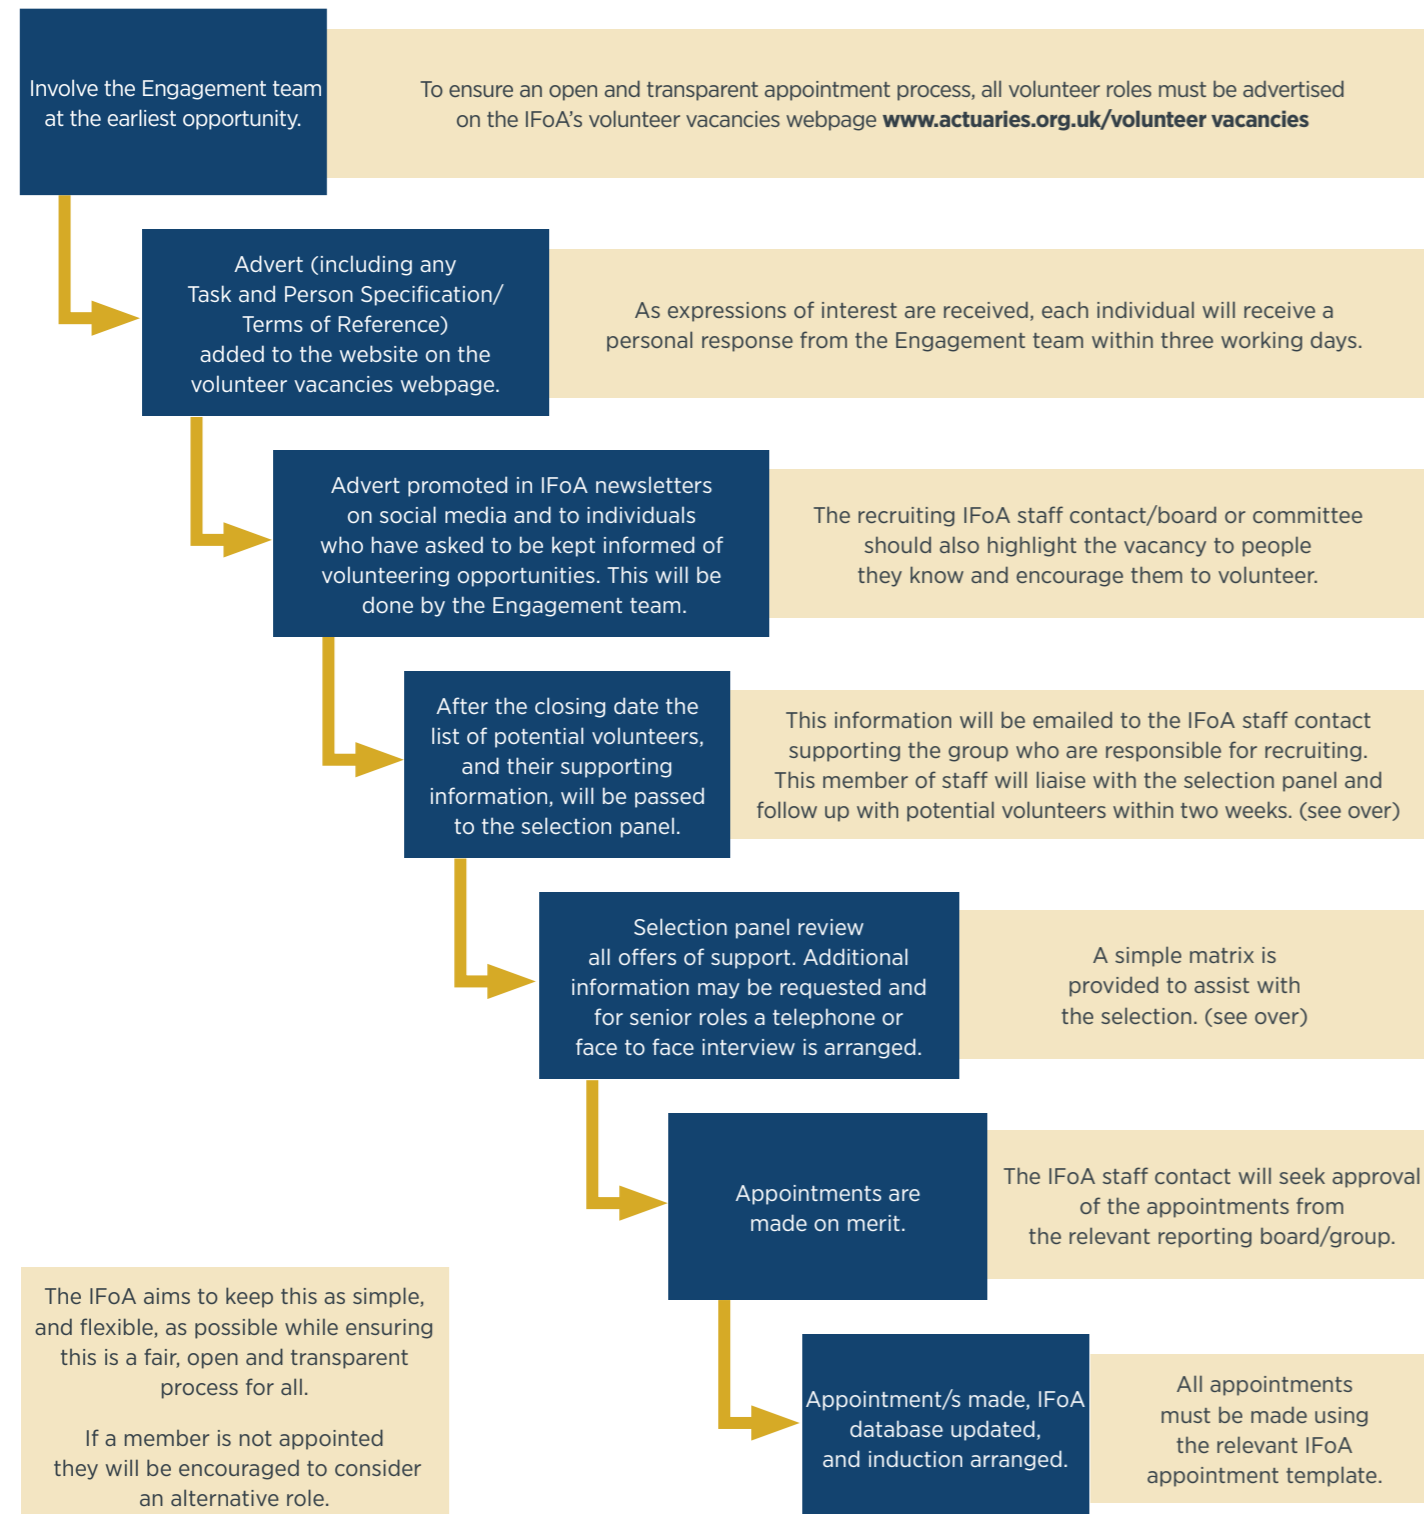 Involve the Engagement team
at the earliest opportunity.
To ensure an open and transparent appointment process, all volunteer roles must be advertised
on the IFoA's volunteer vacancies webpage www.actuaries.org.uk/volunteer vacancies
Advert (including any
Task and Person Specification/
Terms of Reference)
added to the website on the
volunteer vacancies webpage.
As expressions of interest are received, each individual will receive a
personal response from the Engagement team within three working days.
Advert promoted in IFoA newsletters
on social media and to individuals
who have asked to be kept informed of
volunteering opportunities. This will be
done by the Engagement team.
The recruiting IFoA staff contact/board or committee
should also highlight the vacancy to people
they know and encourage them to volunteer.
After the closing date the
list of potential volunteers,
and their supporting
information, will be passed
to the selection panel.
This information will be emailed to the IFoA staff contact
supporting the group who are responsible for recruiting.
This member of staff will liaise with the selection panel and
follow up with potential volunteers within two weeks. (see over)
Selection panel review
all offers of support. Additional
information may be requested and
for senior roles a telephone or
face to face interview is arranged.
A simple matrix is
provided to assist with
the selection. (see over)
Appointments are
made on merit.
The IFoA staff contact will seek approval
of the appointments from
the relevant reporting board/group.
Appointment/s made, IFoA
database updated,
and induction arranged.
All appointments
must be made using
the relevant IFoA
appointment template.
The IFoA aims to keep this as simple,
and flexible, as possible while ensuring
this is a fair, open and transparent
process for all.
If a member is not appointed
they will be encouraged to consider
an alternative role.